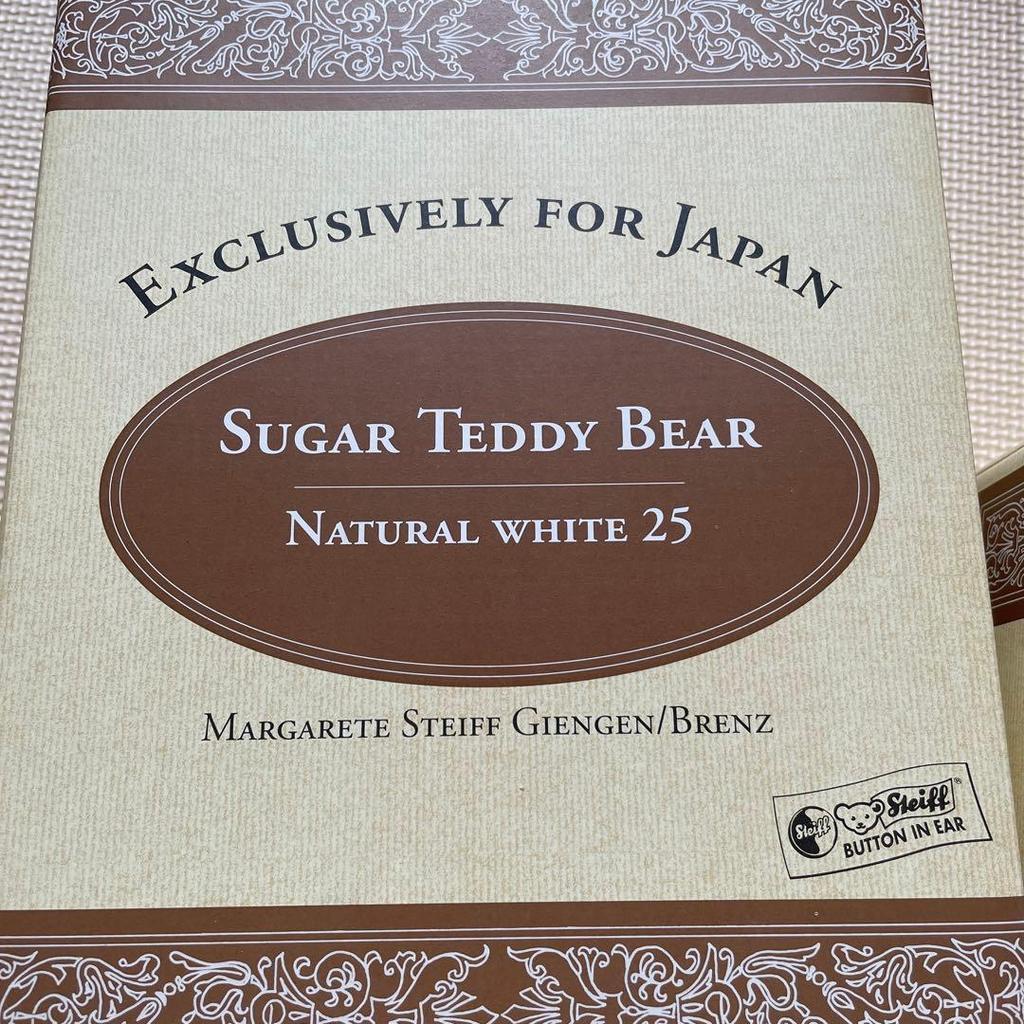 Exclusively for Japan
Sugar Teddy Bear
Natural white 25
Margarete Steiff Giengen/Brenz
Steiff
Steiff®
BUTTON IN EAR